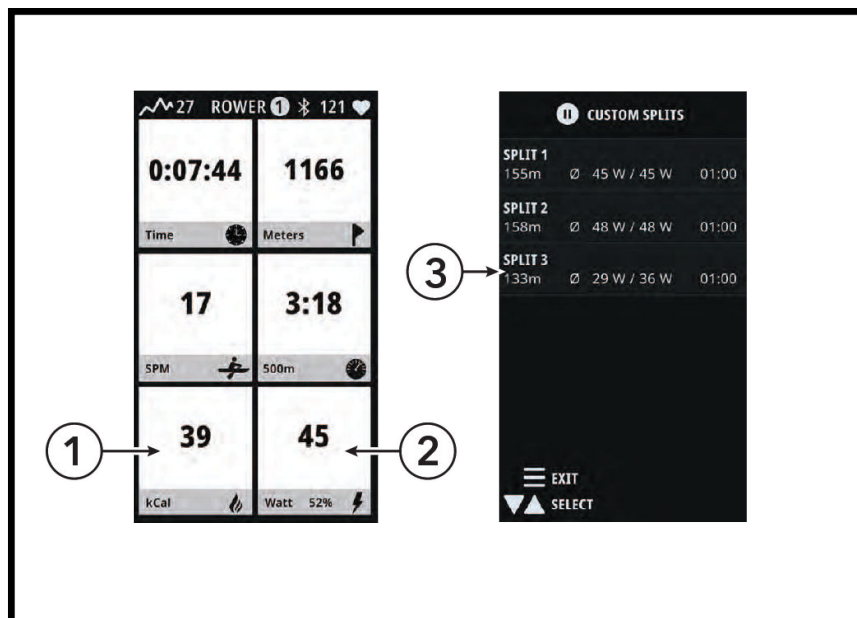 27 ROWER 1 121
0:07:44 1166
Time Meters
17 3:18
SPM 500m
39 45
kCal Watt 52%
1
2
CUSTOM SPLITS
SPLIT 1
155m Ø 45 W / 45 W 01:00
SPLIT 2
158m Ø 48 W / 48 W 01:00
SPLIT 3
133m Ø 29 W / 36 W 01:00
3
EXIT
SELECT